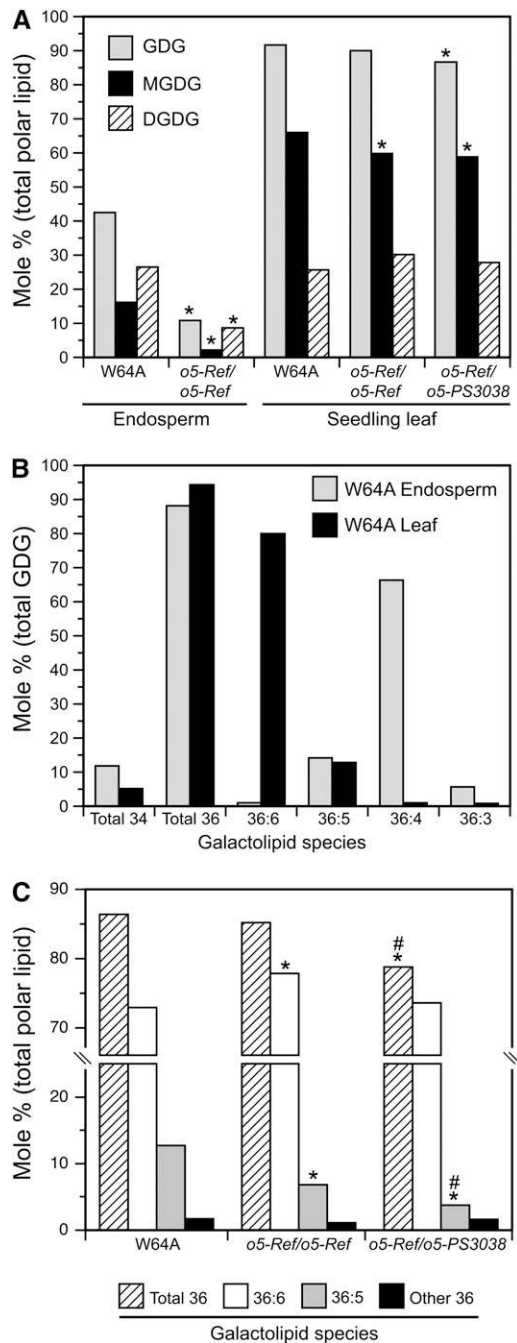 A
Mole % (total polar lipid)
100
90
80
70
60
50
40
30
20
10
0
GDG
MGDG
DGDG
* * *
* * * *
W64A o5-Ref/ o5-Ref W64A o5-Ref/ o5-Ref o5-Ref/ o5-PS3038
Endosperm Seedling leaf
B
Mole % (total GDG)
100
90
80
70
60
50
40
30
20
10
0
W64A Endosperm
W64A Leaf
Total 34 Total 36 36:6 36:5 36:4 36:3
Galactolipid species
C
Mole % (total polar lipid)
90
80
70
20
10
0
*
#
*
*
#
*
W64A o5-Ref/o5-Ref o5-Ref/o5-PS3038
Total 36 36:6 36:5 Other 36
Galactolipid species